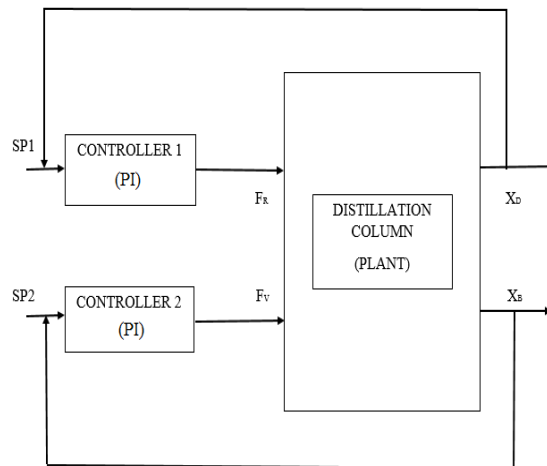 SP1
CONTROLLER 1
(PI)
FR
DISTILLATION
COLUMN
(PLANT)
XD
SP2
CONTROLLER 2
(PI)
FV
XB